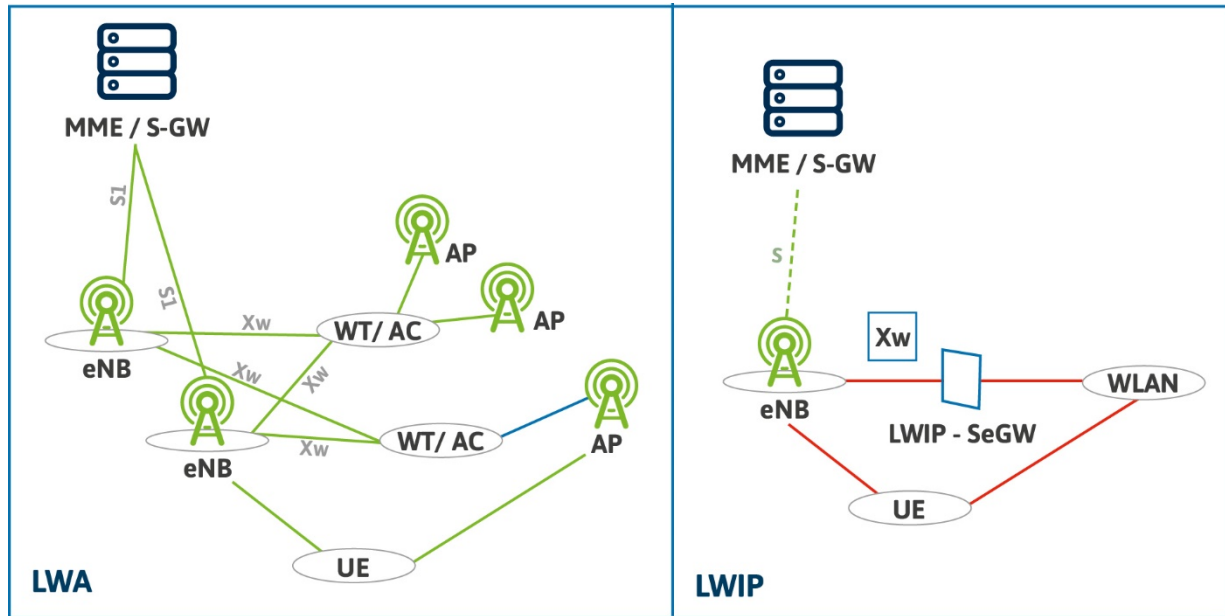 MME / S-GW
S1
S1
AP
AP
Xw
WT/ AC
eNB
Xw
Xw
AP
Xw
WT/ AC
eNB
UE
LWA
MME / S-GW
S
Xw
eNB
WLAN
LWIP - SeGW
UE
LWIP